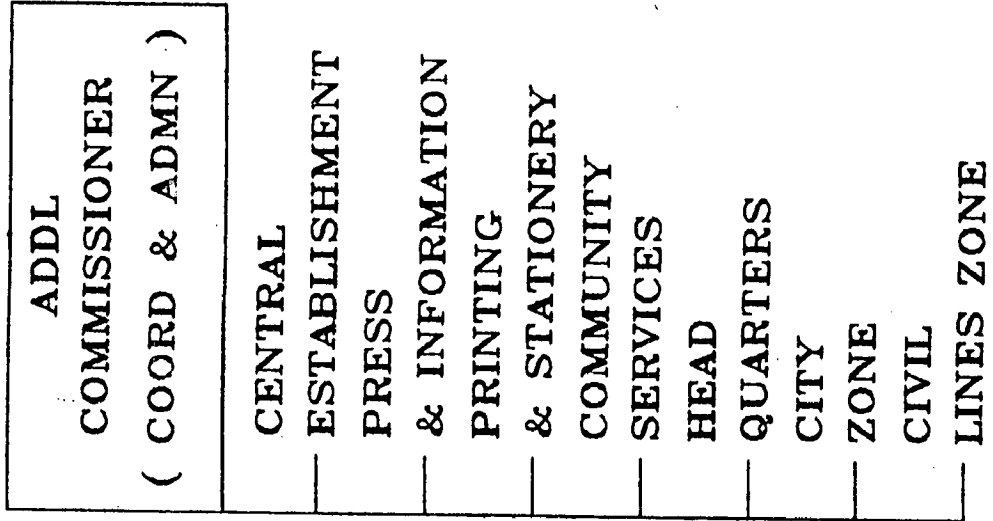 ADDL
COMMISSIONER
( COORD & ADMN )
CENTRAL
ESTABLISHMENT
PRESS
& INFORMATION
PRINTING
& STATIONERY
COMMUNITY
SERVICES
HEAD
QUARTERS
CITY
ZONE
CIVIL
LINES ZONE